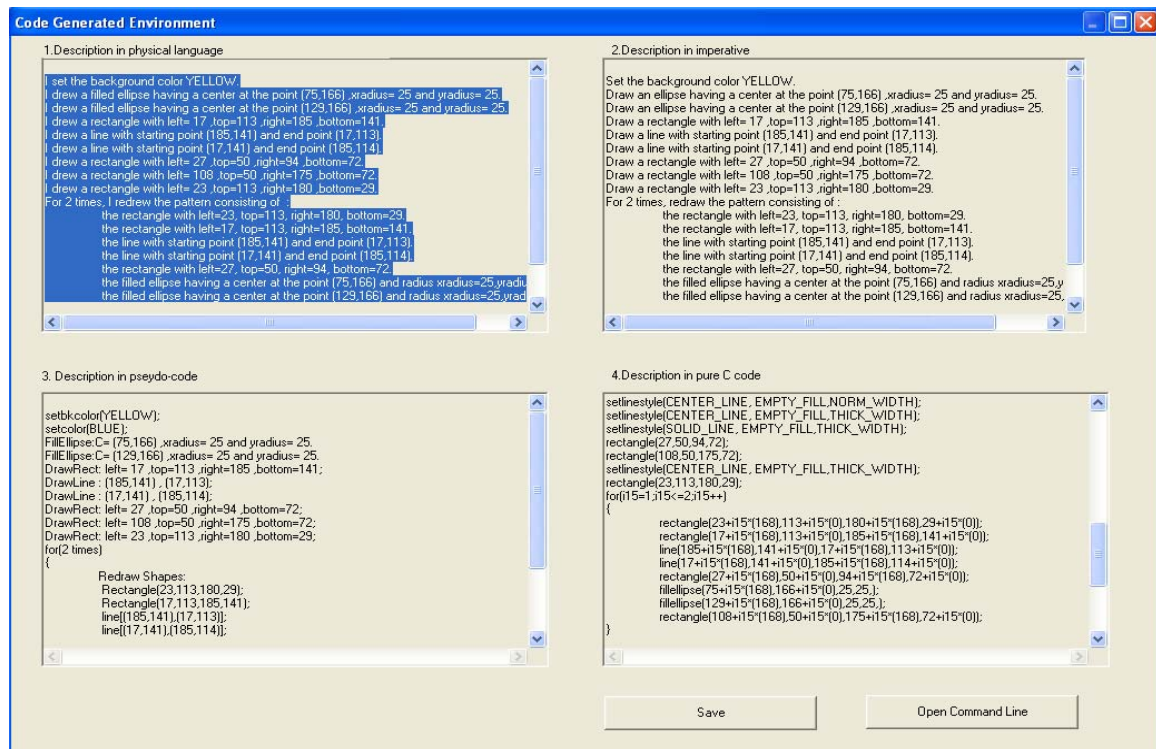 Code Generated Environment
1.Description in physical language
I set the background color YELLOW.
I drew a filled ellipse having a center at the point (75,166) ,xradius= 25 and yradius= 25.
I drew a filled ellipse having a center at the point (129,166) ,xradius= 25 and yradius= 25.
I drew a rectangle with left= 17 ,top=113 ,right=185 ,bottom=141.
I drew a line with starting point (185,141) and end point (17,113).
I drew a line with starting point (17,141) and end point (185,114).
I drew a rectangle with left= 27 ,top=50 ,right=94 ,bottom=72.
I drew a rectangle with left= 108 ,top=50 ,right=175 ,bottom=72.
I drew a rectangle with left= 23 ,top=113 ,right=180 ,bottom=29.
For 2 times, I redrew the pattern consisting of :
the rectangle with left=23, top=113, right=180, bottom=29.
the rectangle with left=17, top=113, right=185, bottom=141.
the line with starting point (185,141) and end point (17,113).
the line with starting point (17,141) and end point (185,114).
the rectangle with left=27, top=50, right=94, bottom=72.
the filled ellipse having a center at the point (75,166) and radius xradius=25,yradiu
the filled ellipse having a center at the point (129,166) and radius xradius=25,yrad
2.Description in imperative
Set the background color YELLOW.
Draw an ellipse having a center at the point (75,166) ,xradius= 25 and yradius= 25.
Draw an ellipse having a center at the point (129,166) ,xradius= 25 and yradius= 25.
Draw a rectangle with left= 17 ,top=113 ,right=185 ,bottom=141.
Draw a line with starting point (185,141) and end point (17,113).
Draw a line with starting point (17,141) and end point (185,114).
Draw a rectangle with left= 27 ,top=50 ,right=94 ,bottom=72.
Draw a rectangle with left= 108 ,top=50 ,right=175 ,bottom=72.
Draw a rectangle with left= 23 ,top=113 ,right=180 ,bottom=29.
For 2 times, redraw the pattern consisting of :
the rectangle with left=23, top=113, right=180, bottom=29.
the rectangle with left=17, top=113, right=185, bottom=141.
the line with starting point (185,141) and end point (17,113).
the line with starting point (17,141) and end point (185,114).
the rectangle with left=27, top=50, right=94, bottom=72.
the filled ellipse having a center at the point (75,166) and radius xradius=25,y
the filled ellipse having a center at the point (129,166) and radius xradius=25,
3. Description in pseydo-code
setbkcolor(YELLOW);
setcolor(BLUE);
FillEllipse:C= (75,166) ,xradius= 25 and yradius= 25.
FillEllipse:C= (129,166) ,xradius= 25 and yradius= 25.
DrawRect: left= 17 ,top=113 ,right=185 ,bottom=141;
DrawLine : (185,141) , (17,113);
DrawLine : (17,141) , (185,114);
DrawRect: left= 27 ,top=50 ,right=94 ,bottom=72;
DrawRect: left= 108 ,top=50 ,right=175 ,bottom=72;
DrawRect: left= 23 ,top=113 ,right=180 ,bottom=29;
for(2 times)
{
Redraw Shapes:
Rectangle(23,113,180,29);
Rectangle(17,113,185,141);
line[(185,141),(17,113)];
line[(17,141),(185,114)];
4.Description in pure C code
setlinestyle(CENTER_LINE, EMPTY_FILL,NORM_WIDTH);
setlinestyle(CENTER_LINE, EMPTY_FILL,THICK_WIDTH);
setlinestyle(SOLID_LINE, EMPTY_FILL,THICK_WIDTH);
rectangle(27,50,94,72);
rectangle(108,50,175,72);
setlinestyle(CENTER_LINE, EMPTY_FILL,THICK_WIDTH);
rectangle(23,113,180,29);
for(i15=1;i15<=2;i15++)
{
rectangle(23+i15*(168),113+i15*(0),180+i15*(168),29+i15*(0));
rectangle(17+i15*(168),113+i15*(0),185+i15*(168),141+i15*(0));
line(185+i15*(168),141+i15*(0),17+i15*(168),113+i15*(0));
line(17+i15*(168),141+i15*(0),185+i15*(168),114+i15*(0));
rectangle(27+i15*(168),50+i15*(0),94+i15*(168),72+i15*(0));
fillellipse(75+i15*(168),166+i15*(0),25,25,);
fillellipse(129+i15*(168),166+i15*(0),25,25,);
rectangle(108+i15*(168),50+i15*(0),175+i15*(168),72+i15*(0));
}
Save
Open Command Line